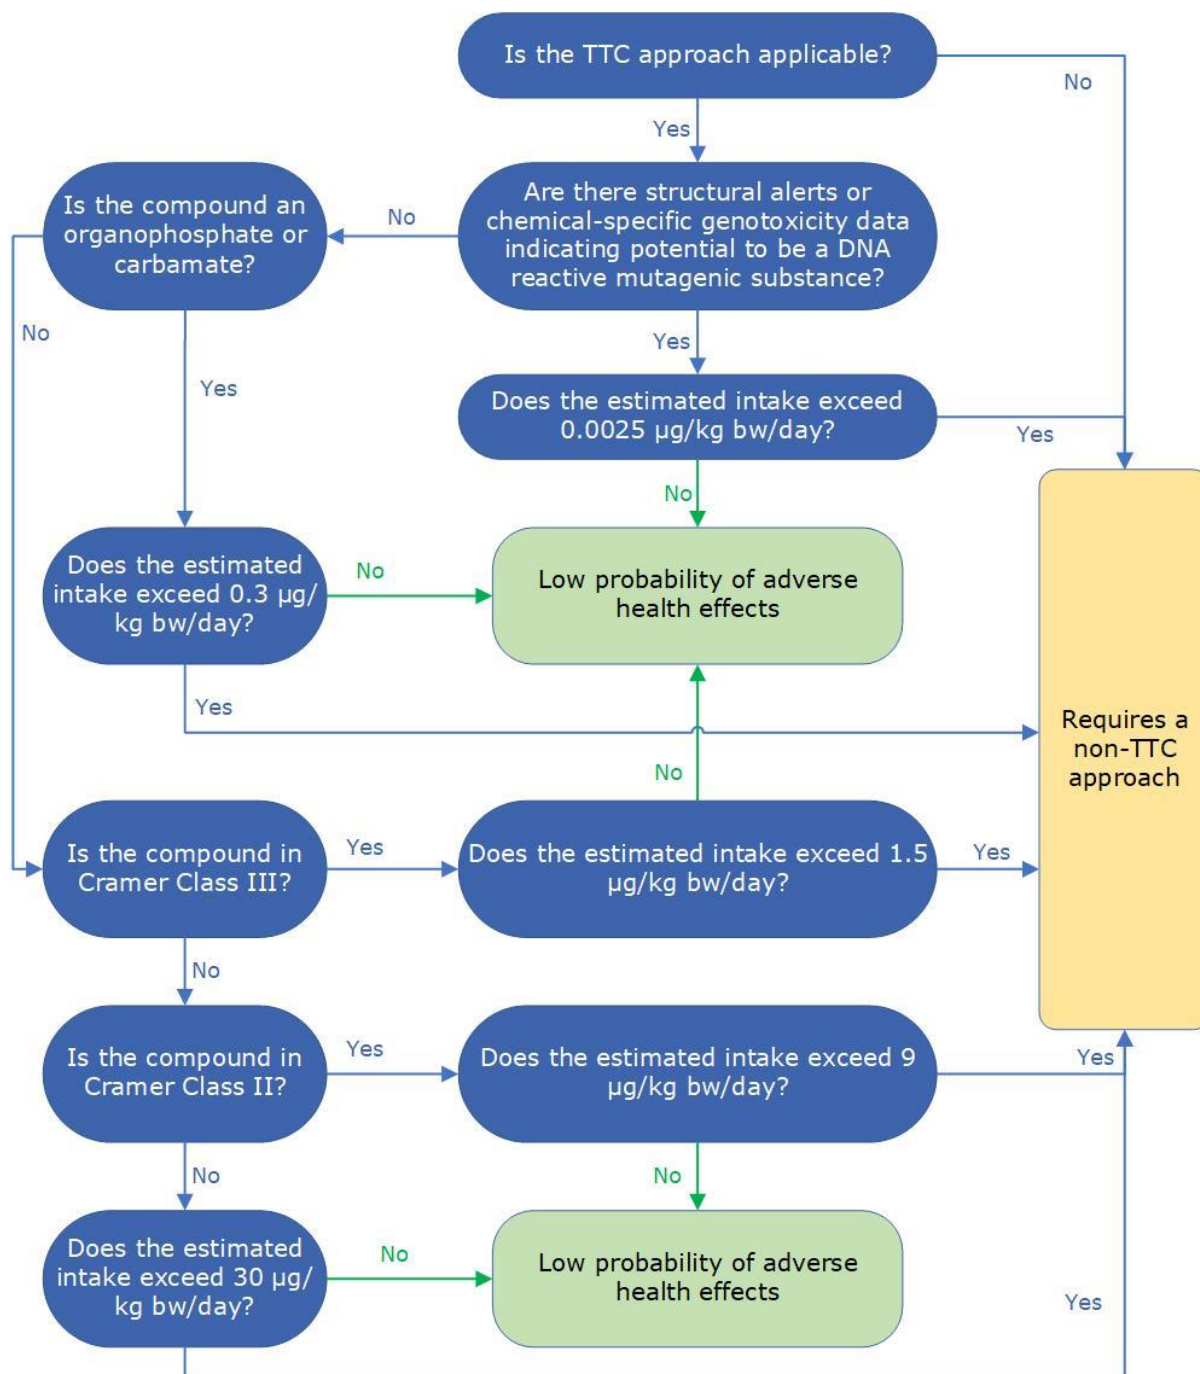 Is the TTC approach applicable?
No
Yes
Are there structural alerts or
chemical-specific genotoxicity data
indicating potential to be a DNA
reactive mutagenic substance?
No
Is the compound an
organophosphate or
carbamate?
No
Yes
Yes
Does the estimated intake exceed
0.0025 µg/kg bw/day?
Yes
No
Does the estimated
intake exceed 0.3 µg/
kg bw/day?
No
Low probability of adverse
health effects
Yes
Requires a
non-TTC
approach
No
Is the compound in
Cramer Class III?
Yes
Does the estimated intake exceed 1.5
µg/kg bw/day?
Yes
No
Is the compound in
Cramer Class II?
Yes
Does the estimated intake exceed 9
µg/kg bw/day?
Yes
No
No
Does the estimated
intake exceed 30 µg/
kg bw/day?
No
Low probability of adverse
health effects
Yes